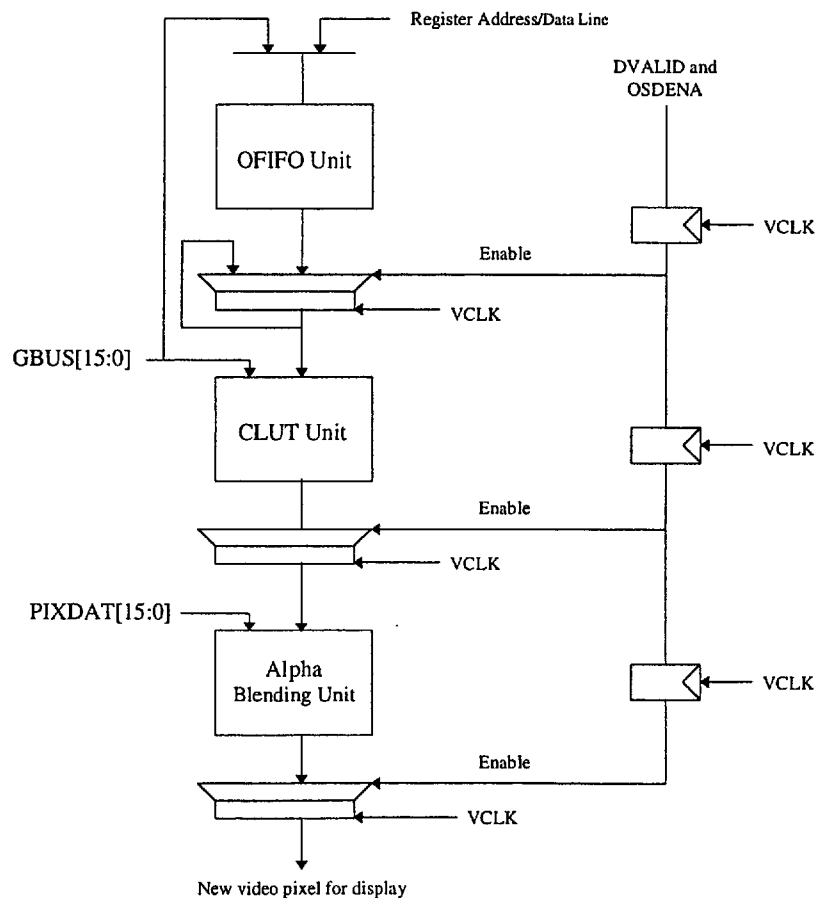 Register Address/Data Line
DVALID and
OSDENA
OFIFO Unit
VCLK
Enable
VCLK
GBUS[15:0]
CLUT Unit
VCLK
Enable
VCLK
PIXDAT[15:0]
Alpha
Blending Unit
VCLK
Enable
VCLK
New video pixel for display